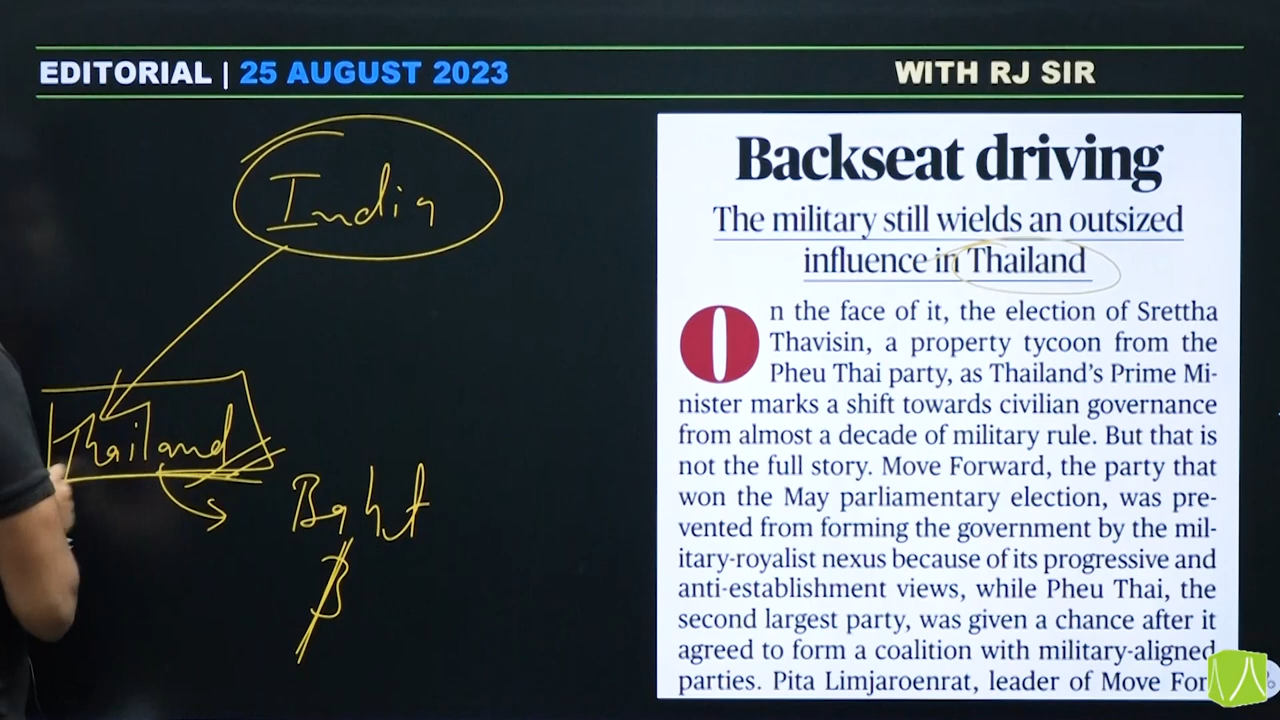 EDITORIAL | 25 AUGUST 2023
WITH RJ SIR
India
Thailand
Baht
฿
Backseat driving
The military still wields an outsized
influence in Thailand
On the face of it, the election of Srettha
Thavisin, a property tycoon from the
Pheu Thai party, as Thailand’s Prime Mi-
nister marks a shift towards civilian governance
from almost a decade of military rule. But that is
not the full story. Move Forward, the party that
won the May parliamentary election, was pre-
vented from forming the government by the mil-
itary-royalist nexus because of its progressive and
anti-establishment views, while Pheu Thai, the
second largest party, was given a chance after it
agreed to form a coalition with military-aligned
parties. Pita Limjaroenrat, leader of Move For